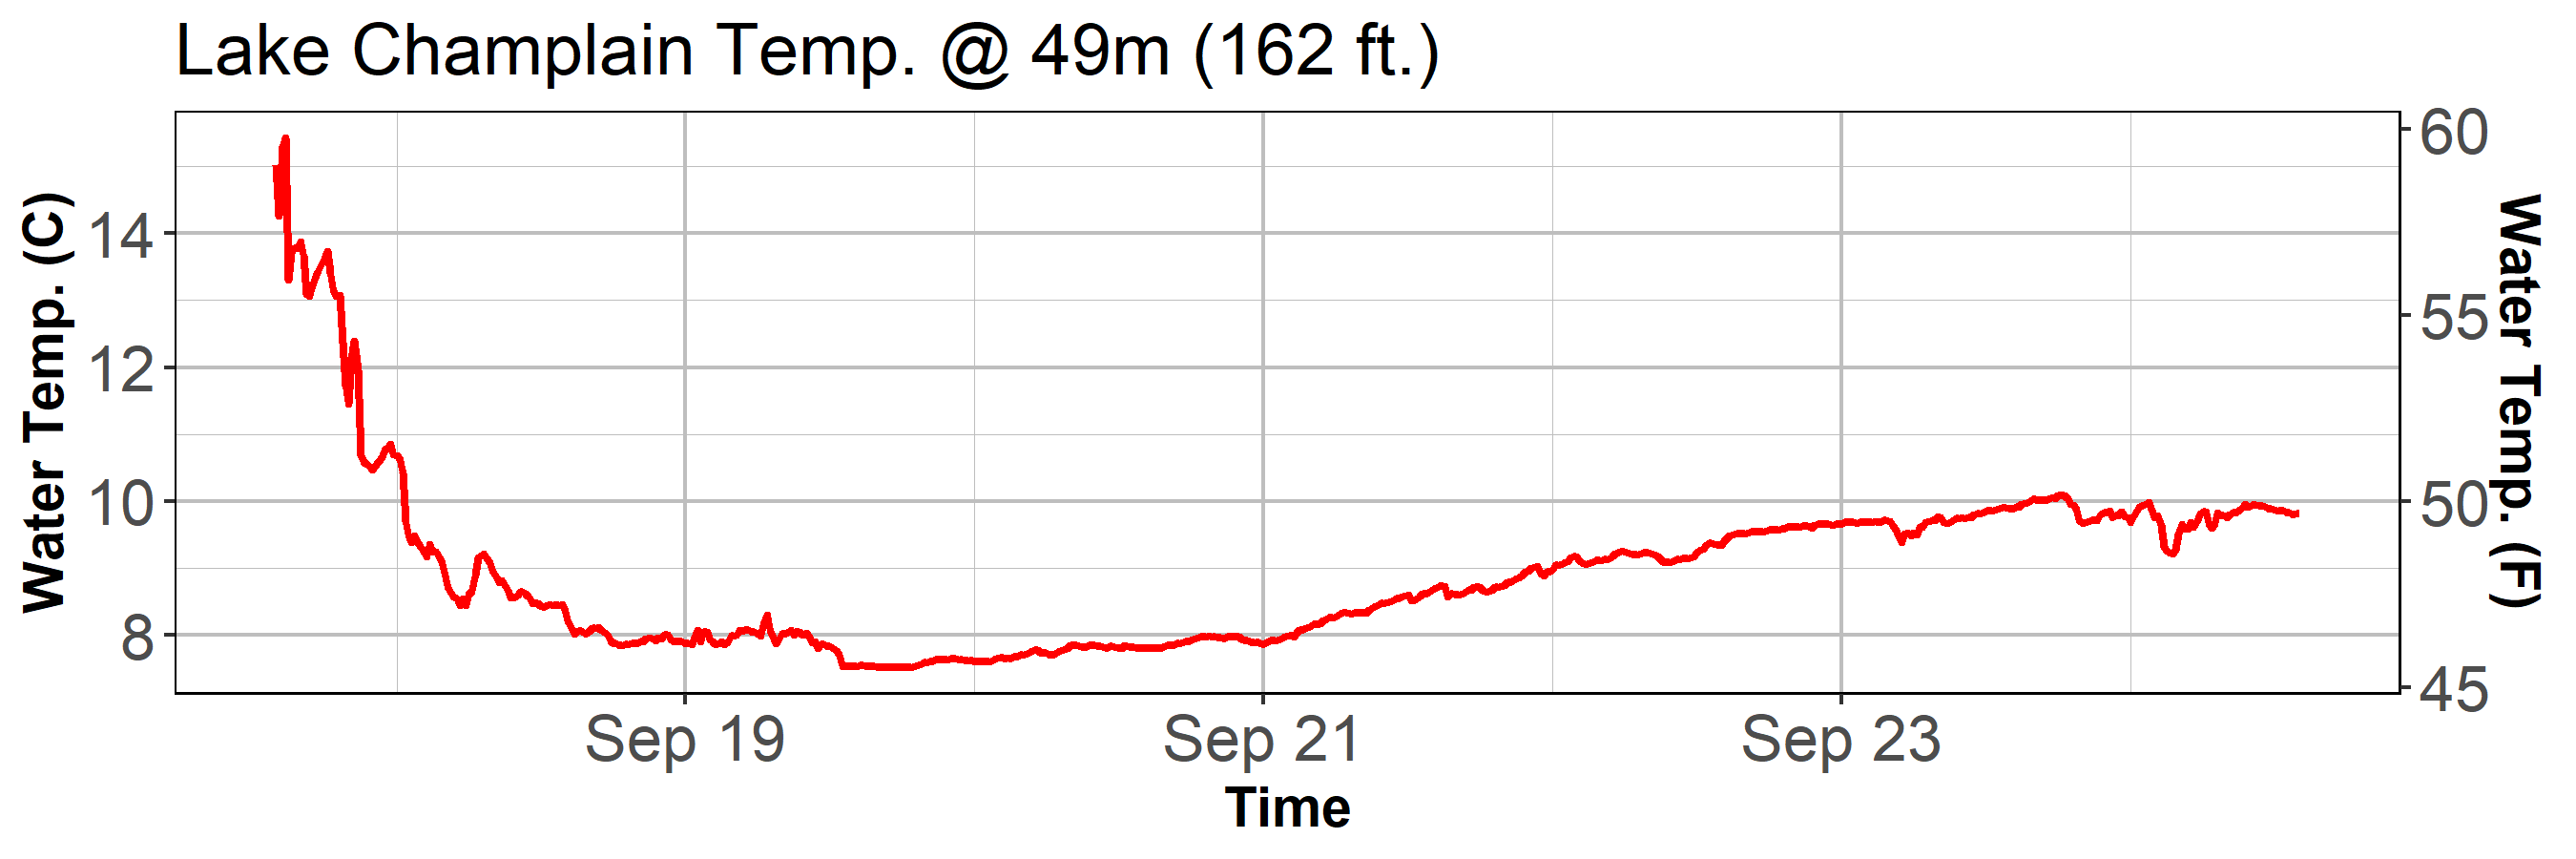 Lake Champlain Temp. @ 49m (162 ft.)
Water Temp. (C)
14
12
10
8
60
55
50
45
Water Temp. (F)
Sep 19
Sep 21
Sep 23
Time